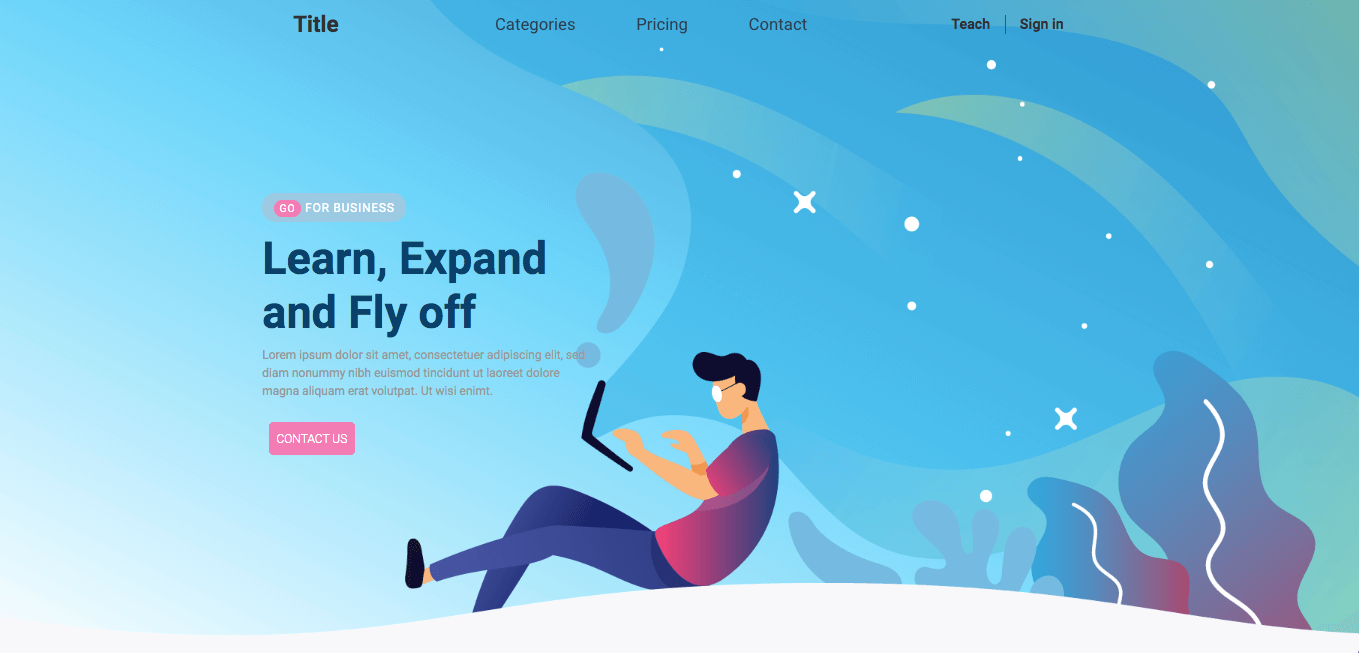 Title
Categories
Pricing
Contact
Teach
Sign in
GO FOR BUSINESS
Learn, Expand
and Fly off
Lorem ipsum dolor sit amet, consectetuer adipiscing elit, sed
diam nonummy nibh euismod tincidunt ut laoreet dolore
magna aliquam erat volutpat. Ut wisi enimt.
CONTACT US